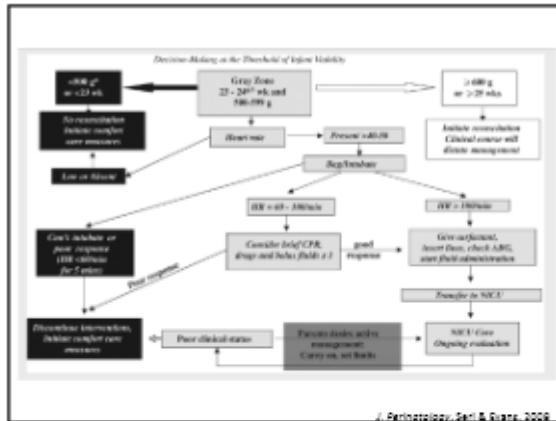 Decision-Making at the Threshold of Infant Viability
<500 g*
or <23 wk
Gray Zone
23 - 24 wk and
500-599 g
≥ 600 g
or ≥ 25 wks
No resuscitation
Initiate comfort
care measures
Heart rate
Present >40-50
Initiate resuscitation
Clinical course will
dictate management
Low or Absent
Bag/Intubate
HR = 60 - 100/min
HR > 100/min
Can't intubate or
poor response
(HR <60/min
for 5 mins)
Consider brief CPR,
drugs and bolus fluids x 1
good
response
Give surfactant,
insert lines, check ABG,
start fluid administration
Poor response
Transfer to NICU
Discontinue interventions,
Initiate comfort care
measures
Poor clinical status
Parents desire active
management:
Carry on, set limits
NICU Care
Ongoing evaluation
J. Perinatology, Seri & Evans, 2008